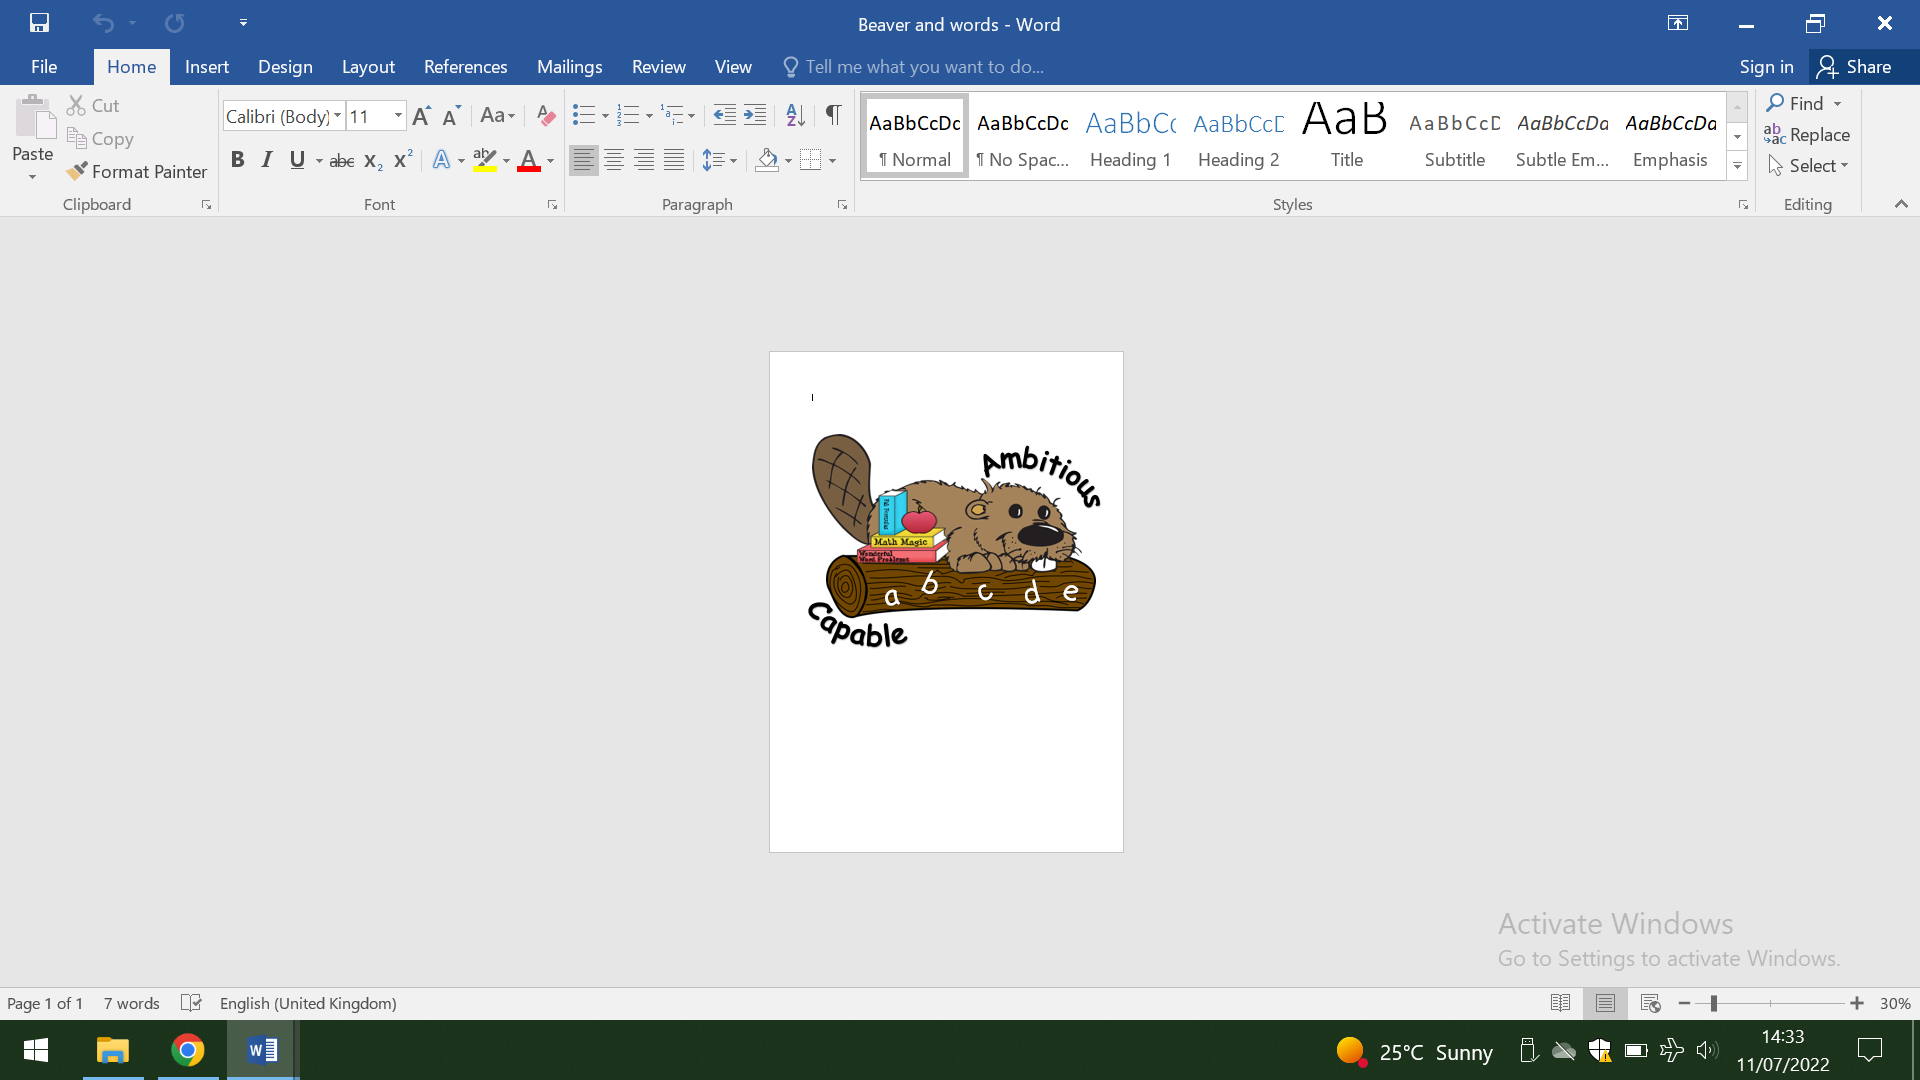 Beaver and words - Word
File Home Insert Design Layout References Mailings Review View Tell me what you want to do... Sign in Share
Paste
Cut
Copy
Format Painter
Clipboard
Calibri (Body) 11
Font
Paragraph
AaBbCcDc AaBbCcDc AaBbCc AaBbCcD AaB AaBbCcD AaBbCcDa AaBbCcDa
¶ Normal ¶ No Spac... Heading 1 Heading 2 Title Subtitle Subtle Em... Emphasis
Styles
Find
Replace
Select
Editing
Ambitious
Math Magic
Wonderful
Word Problems
a b c d e
Capable
Activate Windows
Go to Settings to activate Windows.
Page 1 of 1 7 words English (United Kingdom) 30%
25°C Sunny
14:33
11/07/2022